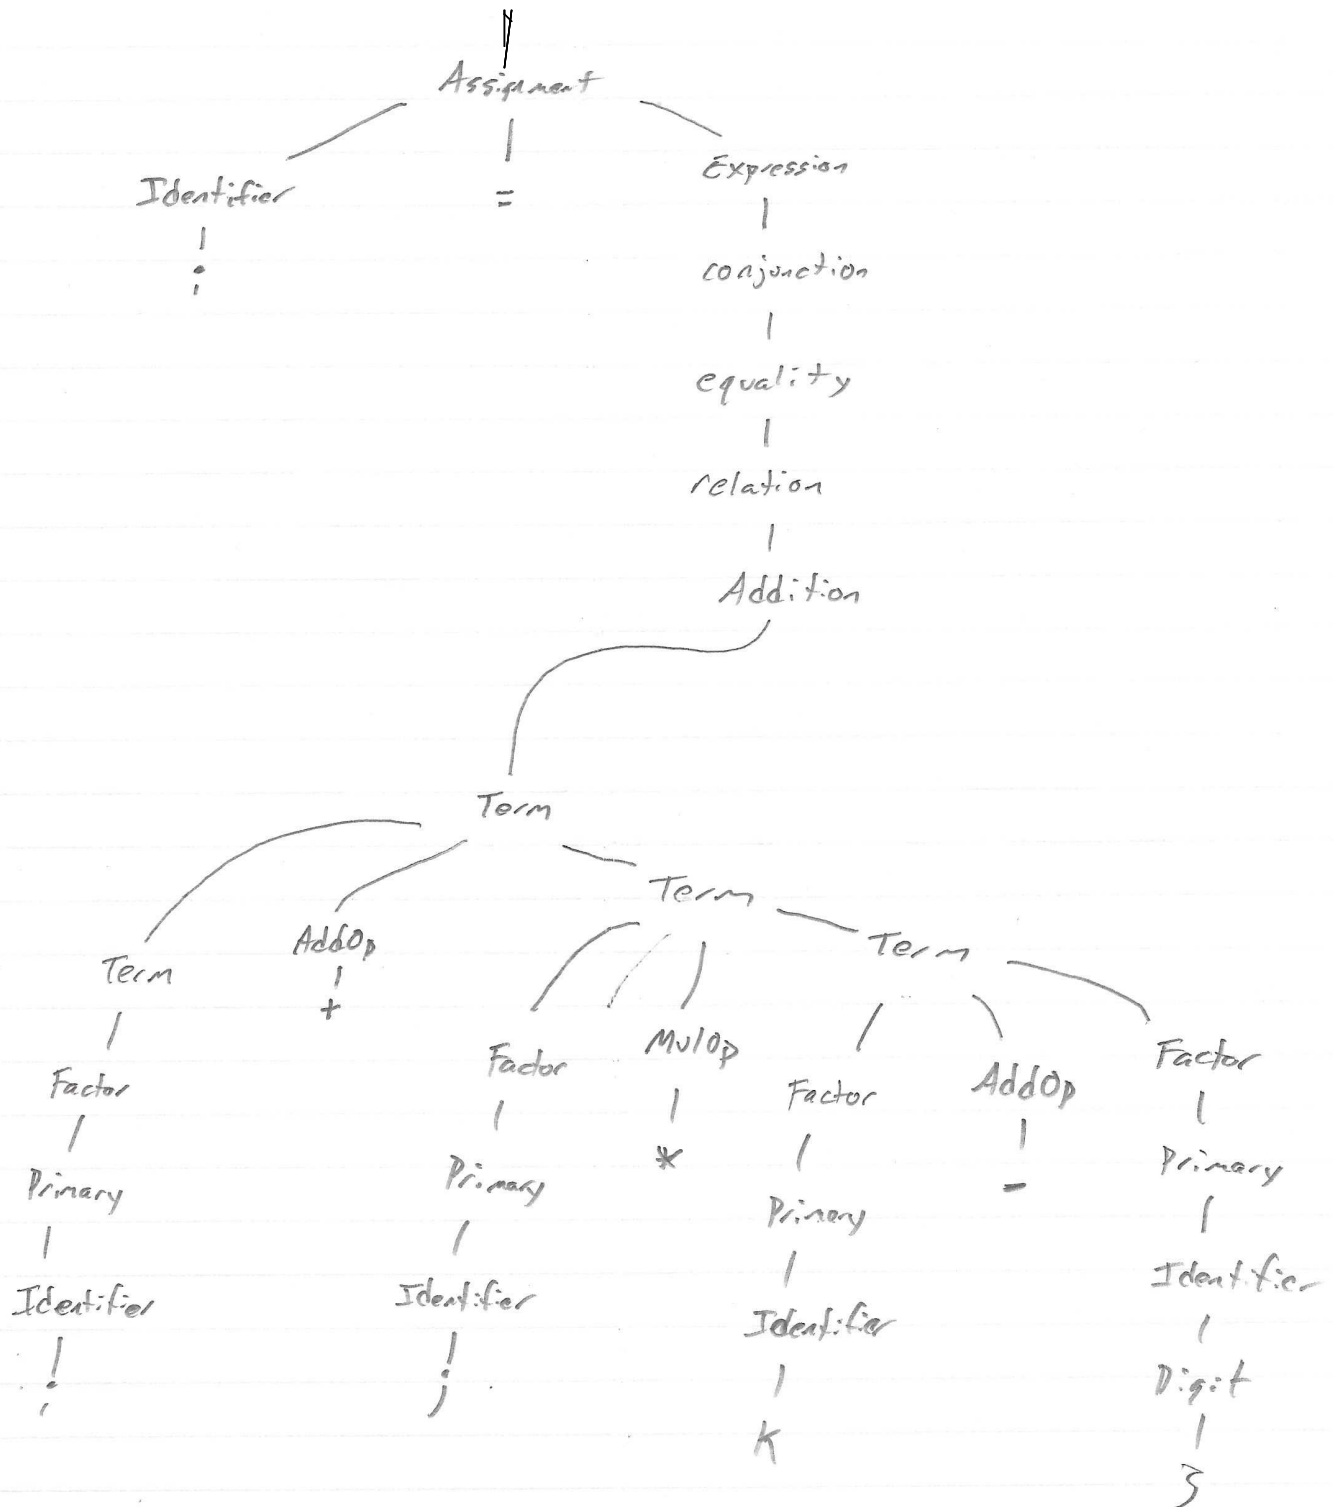 Assignment
Identifier = Expression
i
conjunction
equality
relation
Addition
Term
Term
Term AddOp Term
+
Factor Factor MulOp Factor AddOp Factor
* -
Primary Primary Primary Primary
Identifier Identifier Identifier Identifier
i j Digit
K
3